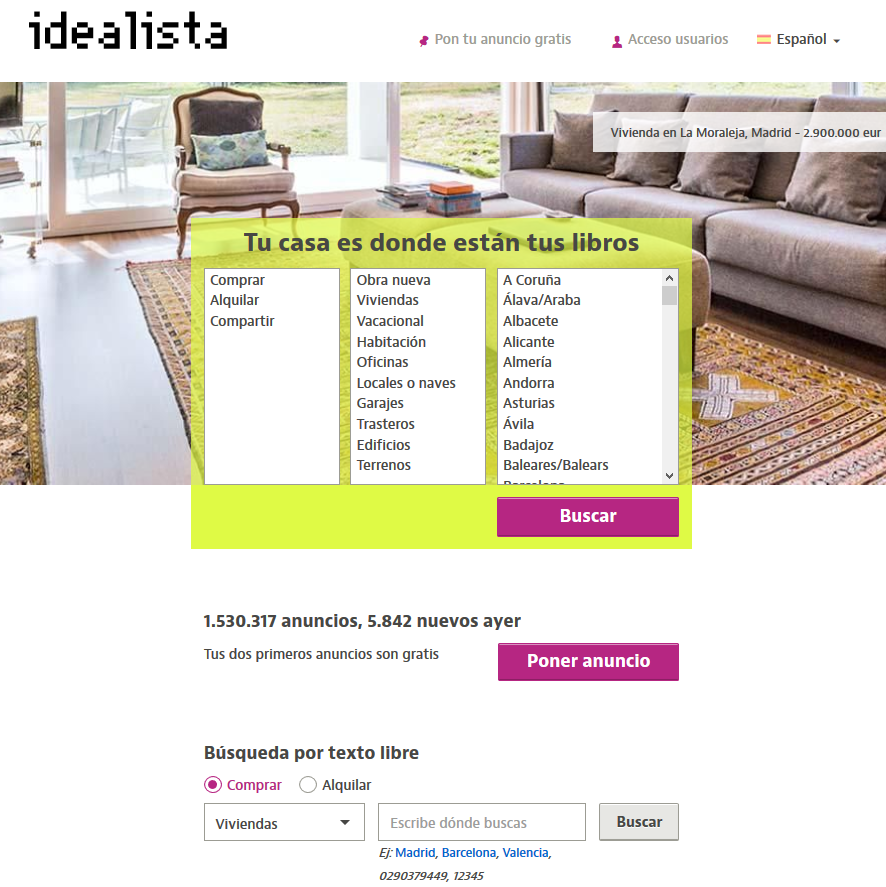 idealista
Pon tu anuncio gratis
Acceso usuarios
Español
Vivienda en La Moraleja, Madrid - 2.900.000 eur
Tu casa es donde están tus libros
Comprar
Alquilar
Compartir
Obra nueva
Viviendas
Vacacional
Habitación
Oficinas
Locales o naves
Garajes
Trasteros
Edificios
Terrenos
A Coruña
Álava/Araba
Albacete
Alicante
Almería
Andorra
Asturias
Ávila
Badajoz
Baleares/Balears
Barcelona
Buscar
1.530.317 anuncios, 5.842 nuevos ayer
Tus dos primeros anuncios son gratis
Poner anuncio
Búsqueda por texto libre
Comprar
Alquilar
Viviendas
Escribe dónde buscas
Buscar
Ej: Madrid, Barcelona, Valencia,
0290379449, 12345